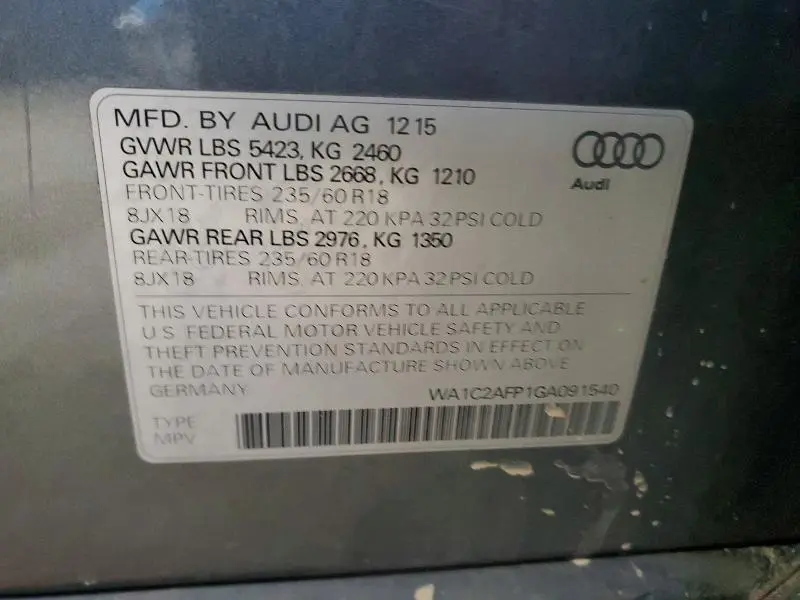 MFD. BY AUDI AG 12 15
GVWR LBS 5423, KG 2460
GAWR FRONT LBS 2668, KG 1210
FRONT-TIRES 235/60 R18
8JX18 RIMS, AT 220 KPA 32 PSI COLD
GAWR REAR LBS 2976, KG 1350
REAR-TIRES 235/60 R18
8JX18 RIMS, AT 220 KPA 32 PSI COLD
Audi
THIS VEHICLE CONFORMS TO ALL APPLICABLE
U.S. FEDERAL MOTOR VEHICLE SAFETY AND
THEFT PREVENTION STANDARDS IN EFFECT ON
THE DATE OF MANUFACTURE SHOWN ABOVE
GERMANY WA1C2AFP1GA091540
TYPE
MPV